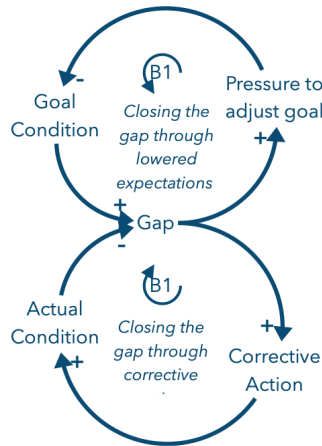 -
B1
Goal
Condition
Closing the
gap through
lowered
expectations
Pressure to
adjust goal
+
+
Gap
-
B1
Actual
Condition
+
Closing the
gap through
corrective
.
+
Corrective
Action